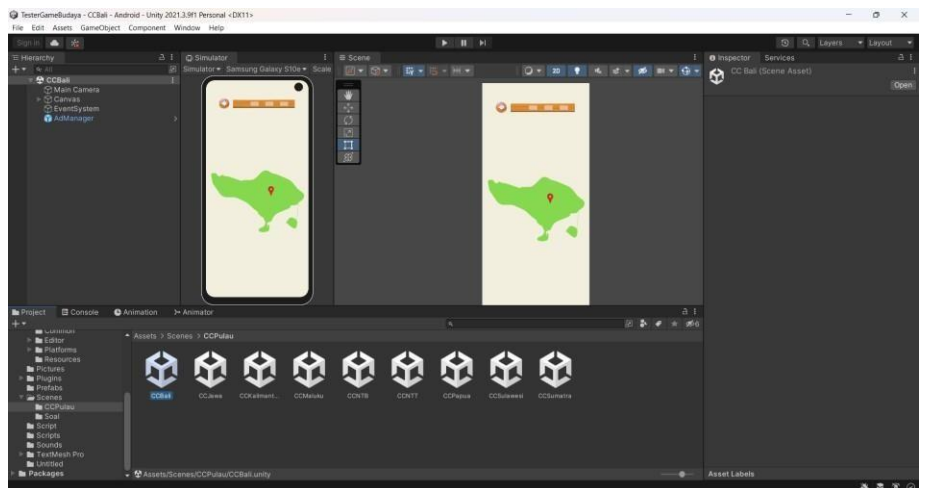 TesterGameBudaya - CCBali - Android - Unity 2021.3.9f1 Personal <DX11>
File Edit Assets GameObject Component Window Help
Sign in
Layers Layout
Hierarchy
Simulator
Scene
Inspector Services
All
Simulator Samsung Galaxy S10e Scale
2D
CC Bali (Scene Asset)
Open
CCBali
Main Camera
Canvas
EventSystem
AdManager
Project Console Animation Animator
Common
Editor
Platforms
Resources
Pictures
Plugins
Prefabs
Scenes
CCPulau
Soal
Script
Scripts
Sounds
TextMesh Pro
Untitled
Packages
Assets > Scenes > CCPulau
CCBali CCJawa CCKalimant... CCMaluku CCNTB CCNTT CCPapua CCSulawesi CCSumatra
Assets/Scenes/CCPulau/CCBali.unity
Asset Labels